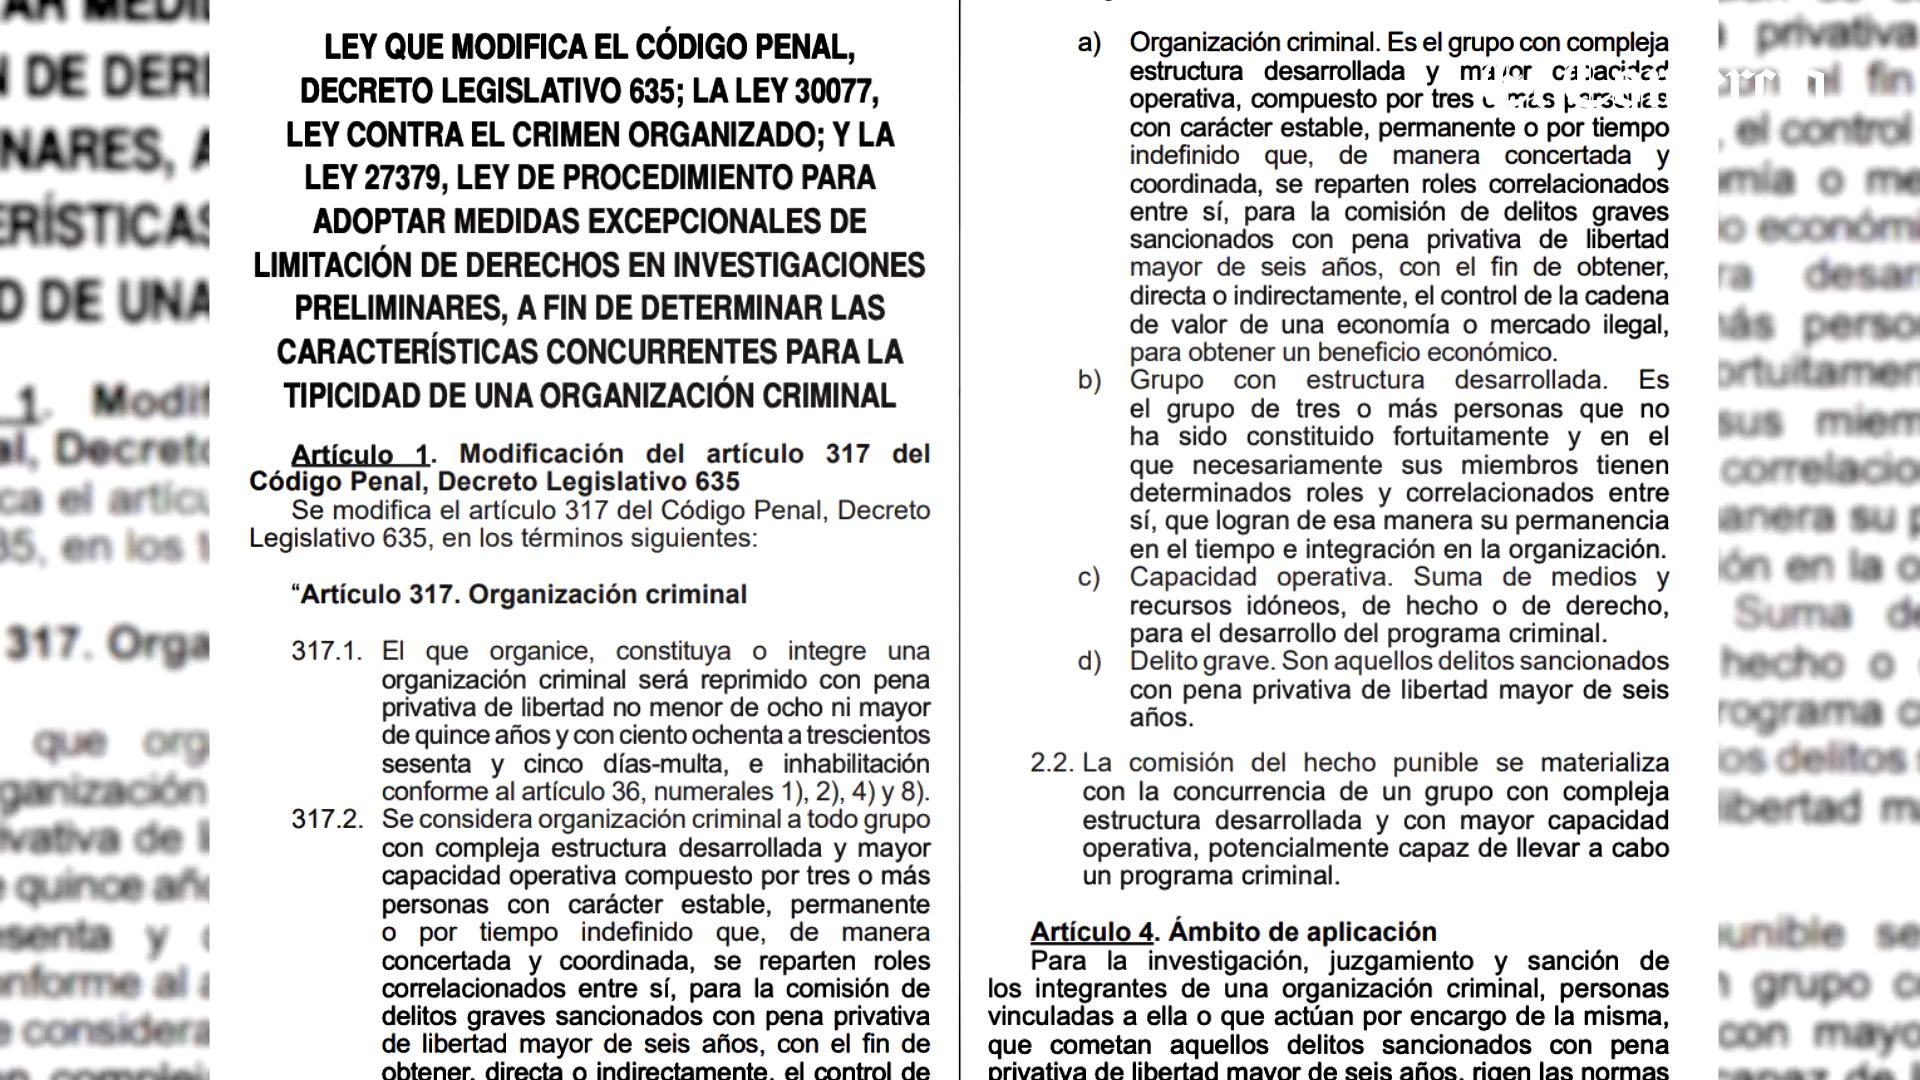 LEY QUE MODIFICA EL CÓDIGO PENAL,
DECRETO LEGISLATIVO 635; LA LEY 30077,
LEY CONTRA EL CRIMEN ORGANIZADO; Y LA
LEY 27379, LEY DE PROCEDIMIENTO PARA
ADOPTAR MEDIDAS EXCEPCIONALES DE
LIMITACIÓN DE DERECHOS EN INVESTIGACIONES
PRELIMINARES, A FIN DE DETERMINAR LAS
CARACTERÍSTICAS CONCURRENTES PARA LA
TIPICIDAD DE UNA ORGANIZACIÓN CRIMINAL
Artículo 1. Modificación del artículo 317 del
Código Penal, Decreto Legislativo 635
Se modifica el artículo 317 del Código Penal, Decreto
Legislativo 635, en los términos siguientes:
“Artículo 317. Organización criminal
317.1. El que organice, constituya o integre una
organización criminal será reprimido con pena
privativa de libertad no menor de ocho ni mayor
de quince años y con ciento ochenta a trescientos
sesenta y cinco días-multa, e inhabilitación
conforme al artículo 36, numerales 1), 2), 4) y 8).
317.2. Se considera organización criminal a todo grupo
con compleja estructura desarrollada y mayor
capacidad operativa compuesto por tres o más
personas con carácter estable, permanente
o por tiempo indefinido que, de manera
concertada y coordinada, se reparten roles
correlacionados entre sí, para la comisión de
delitos graves sancionados con pena privativa
de libertad mayor de seis años, con el fin de
obtener, directa o indirectamente, el control de
a) Organización criminal. Es el grupo con compleja
estructura desarrollada y mayor capacidad
operativa, compuesto por tres o más personas
con carácter estable, permanente o por tiempo
indefinido que, de manera concertada y
coordinada, se reparten roles correlacionados
entre sí, para la comisión de delitos graves
sancionados con pena privativa de libertad
mayor de seis años, con el fin de obtener,
directa o indirectamente, el control de la cadena
de valor de una economía o mercado ilegal,
para obtener un beneficio económico.
b) Grupo con estructura desarrollada. Es
el grupo de tres o más personas que no
ha sido constituido fortuitamente y en el
que necesariamente sus miembros tienen
determinados roles y correlacionados entre
sí, que logran de esa manera su permanencia
en el tiempo e integración en la organización.
c) Capacidad operativa. Suma de medios y
recursos idóneos, de hecho o de derecho,
para el desarrollo del programa criminal.
d) Delito grave. Son aquellos delitos sancionados
con pena privativa de libertad mayor de seis
años.
2.2. La comisión del hecho punible se materializa
con la concurrencia de un grupo con compleja
estructura desarrollada y con mayor capacidad
operativa, potencialmente capaz de llevar a cabo
un programa criminal.
Artículo 4. Ámbito de aplicación
Para la investigación, juzgamiento y sanción de
los integrantes de una organización criminal, personas
vinculadas a ella o que actúan por encargo de la misma,
que cometan aquellos delitos sancionados con pena
privativa de libertad mayor de seis años, rigen las normas